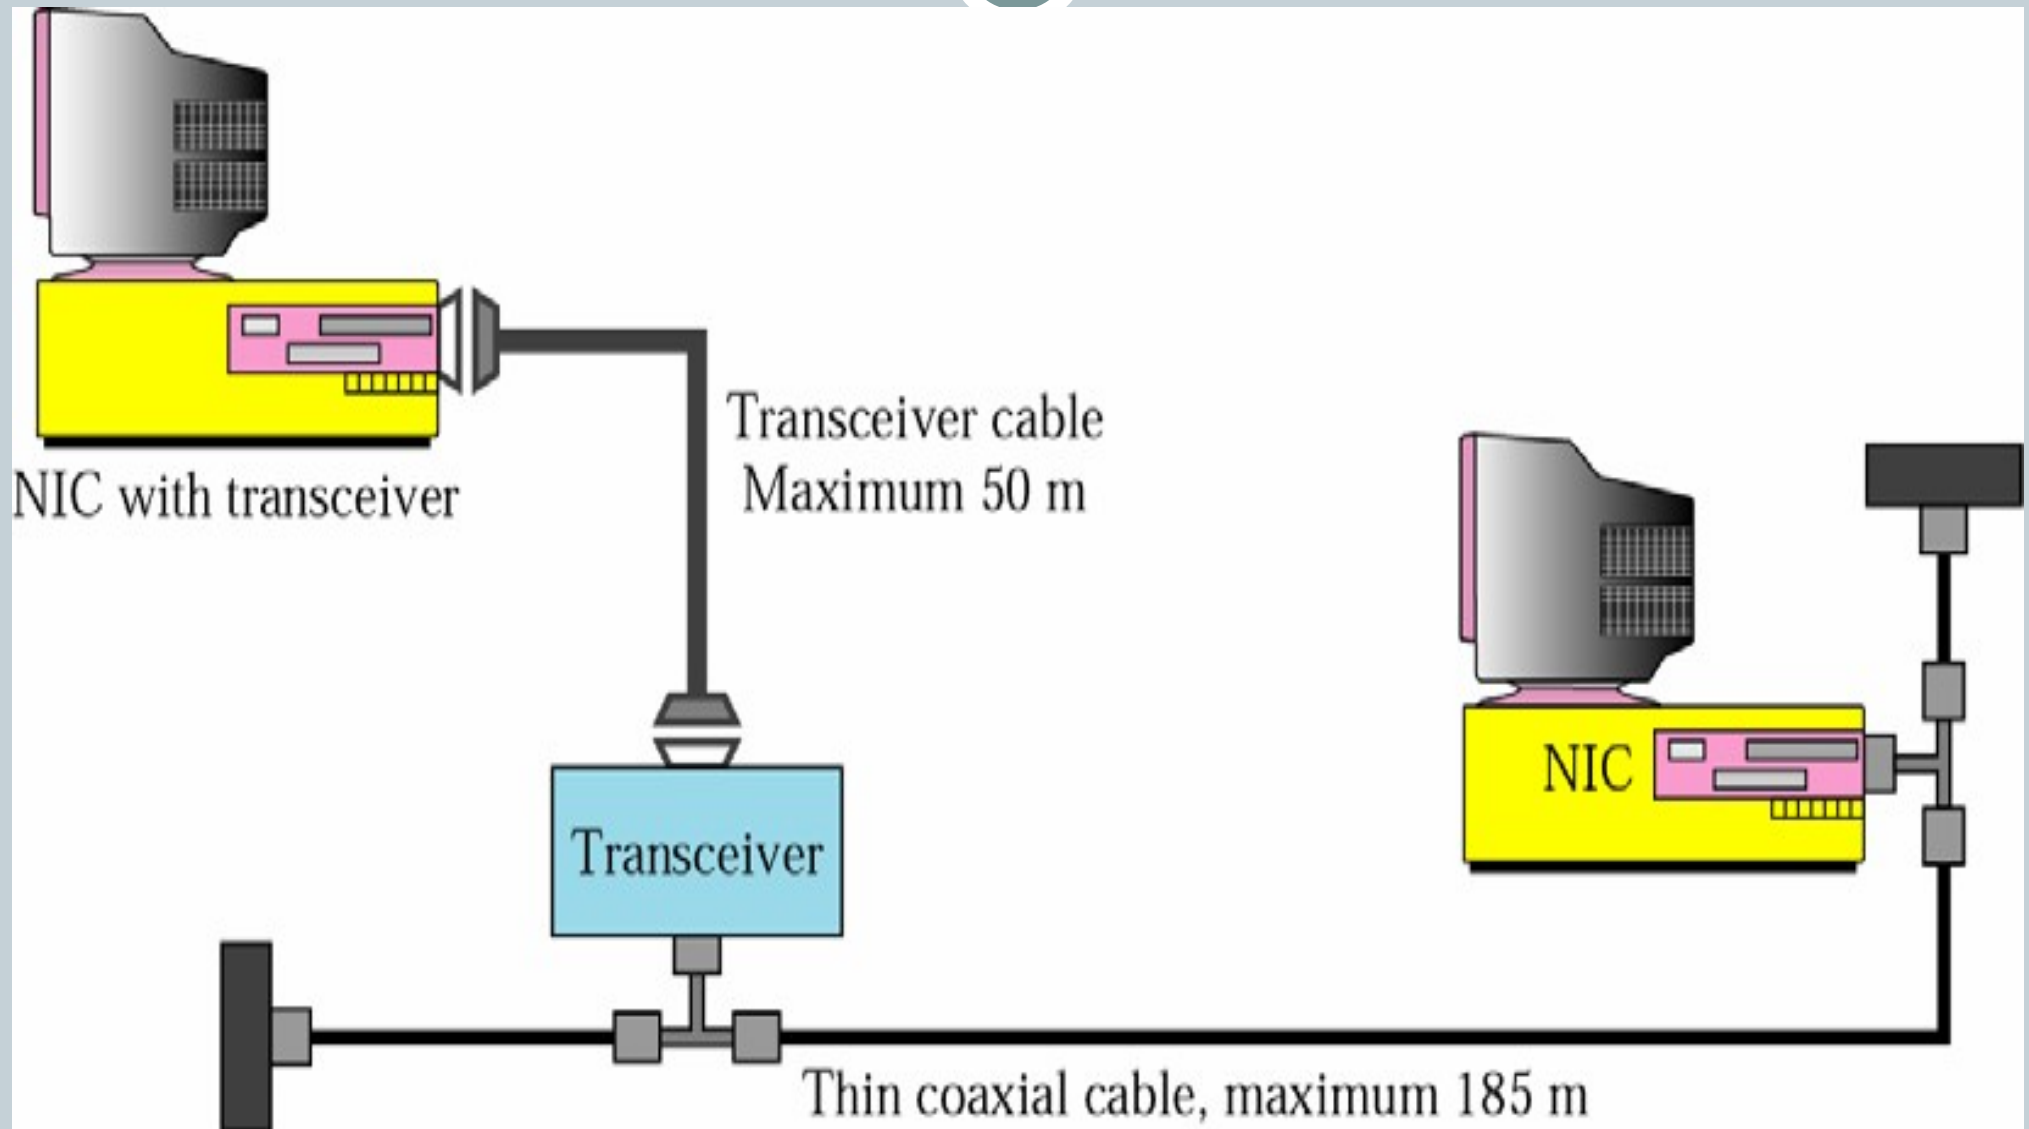 Transceiver cable
Maximum 50 m
NIC with transceiver
NIC
Transceiver
Thin coaxial cable, maximum 185 m